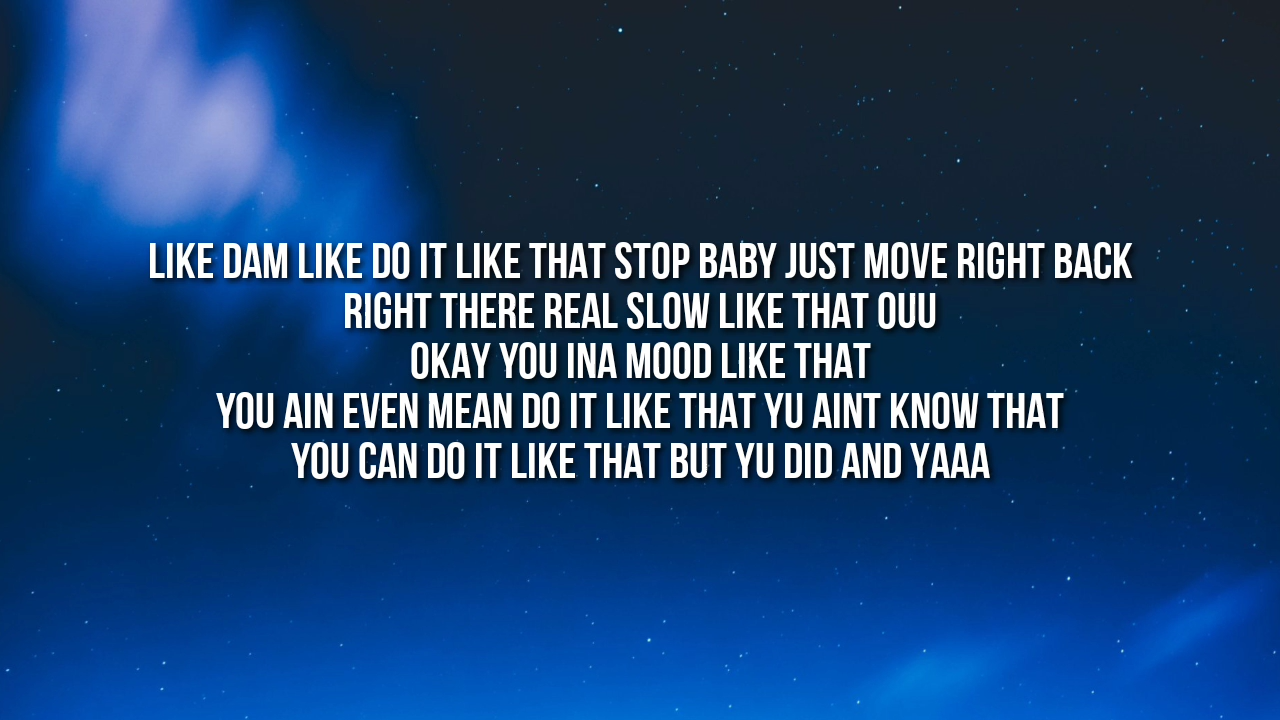 LIKE DAM LIKE DO IT LIKE THAT STOP BABY JUST MOVE RIGHT BACK
RIGHT THERE REAL SLOW LIKE THAT OUU
OKAY YOU INA MOOD LIKE THAT
YOU AIN EVEN MEAN DO IT LIKE THAT YU AINT KNOW THAT
YOU CAN DO IT LIKE THAT BUT YU DID AND YAAA